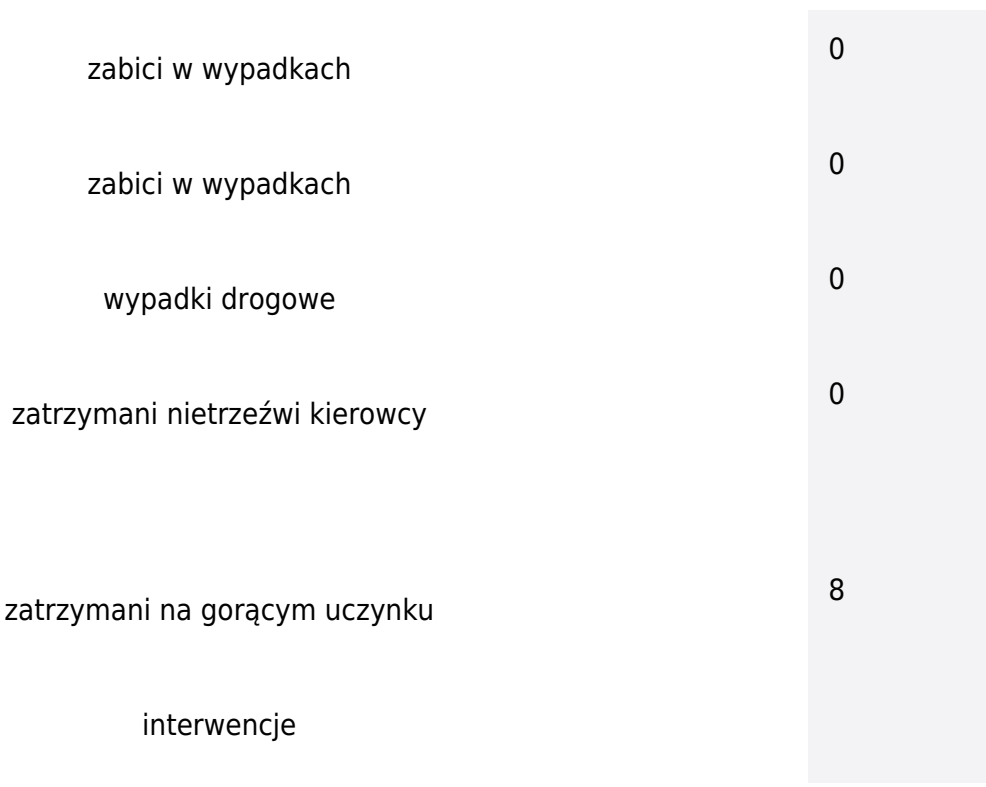 zabici w wypadkach 0
zabici w wypadkach 0
wypadki drogowe 0
zatrzymani nietrzeźwi kierowcy 0
zatrzymani na gorącym uczynku 8
interwencje